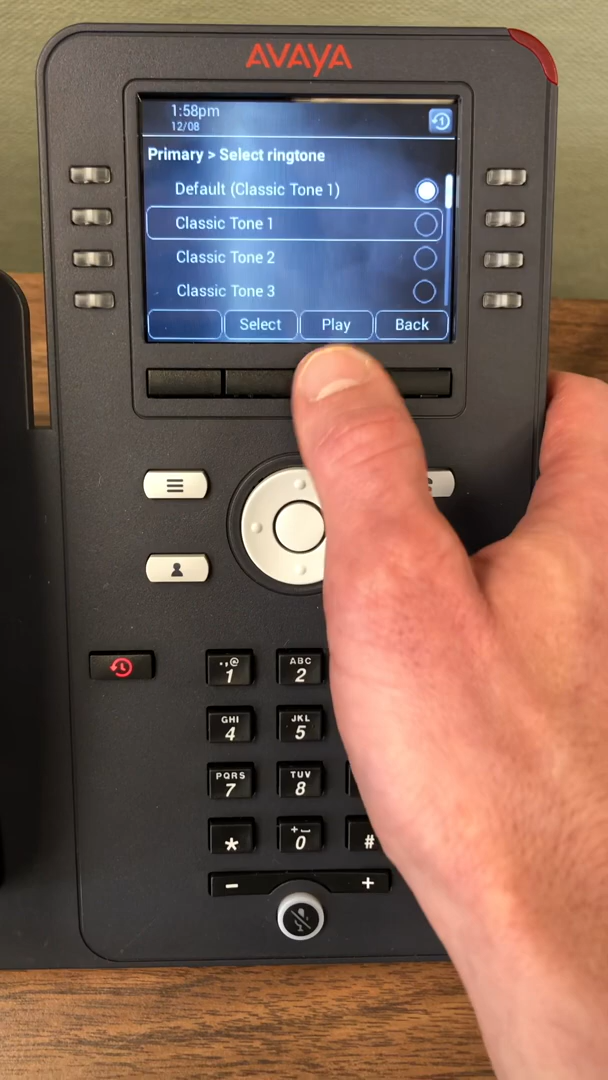 AVAYA
1:58pm
12/08
1
Primary > Select ringtone
Default (Classic Tone 1)
Classic Tone 1
Classic Tone 2
Classic Tone 3
Select Play Back
.,@ ABC
1 2
GHI JKL
4 5
PQRS TUV
7 8
+
* 0 #
- +